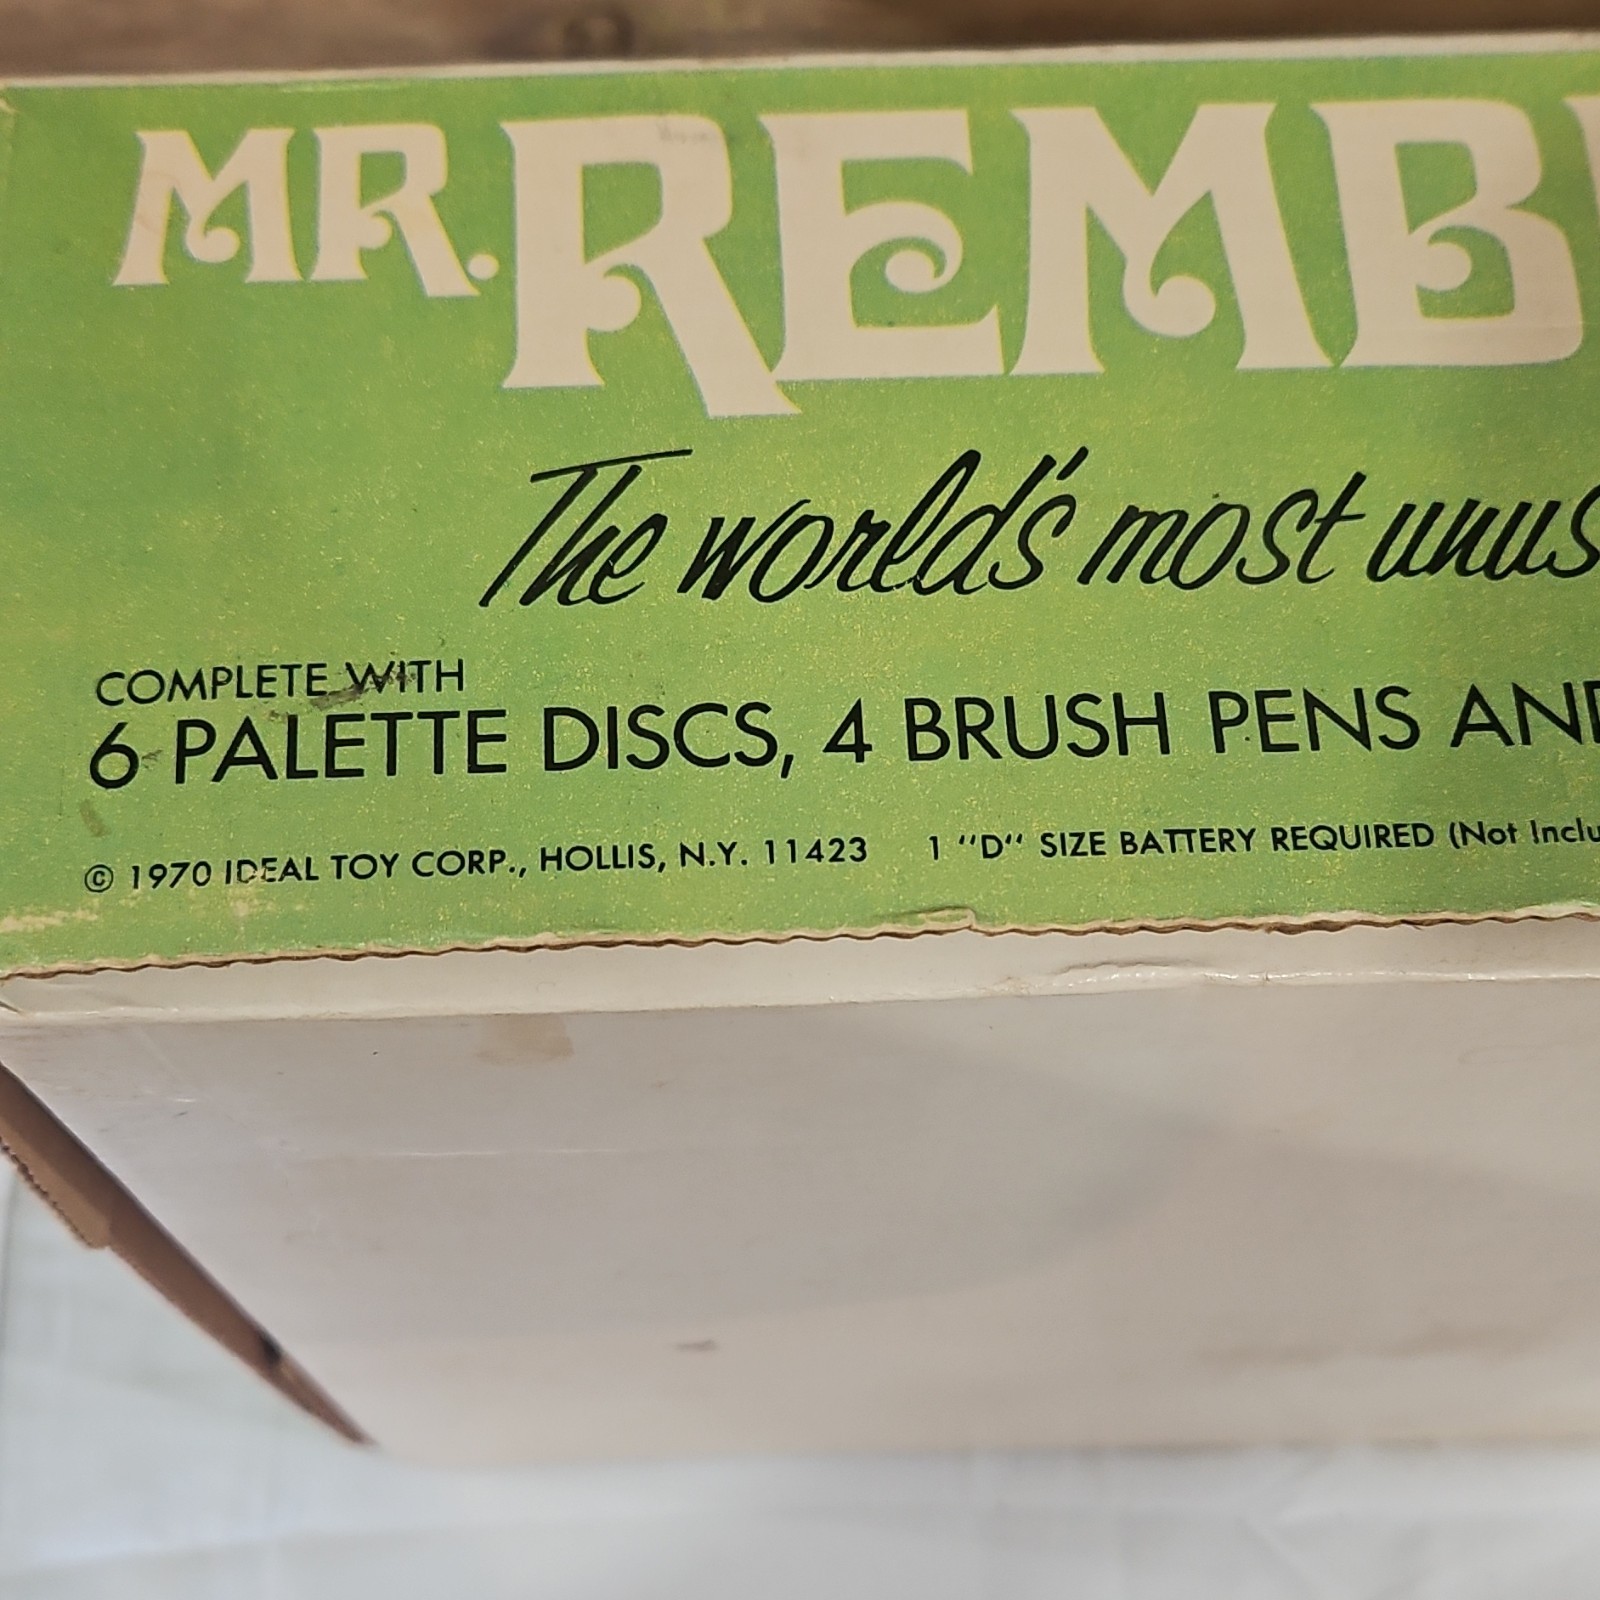 MR. REMB
The world's most unus
COMPLETE WITH
6 PALETTE DISCS, 4 BRUSH PENS AND
© 1970 IDEAL TOY CORP., HOLLIS, N.Y. 11423 1 "D" SIZE BATTERY REQUIRED (Not Inclu